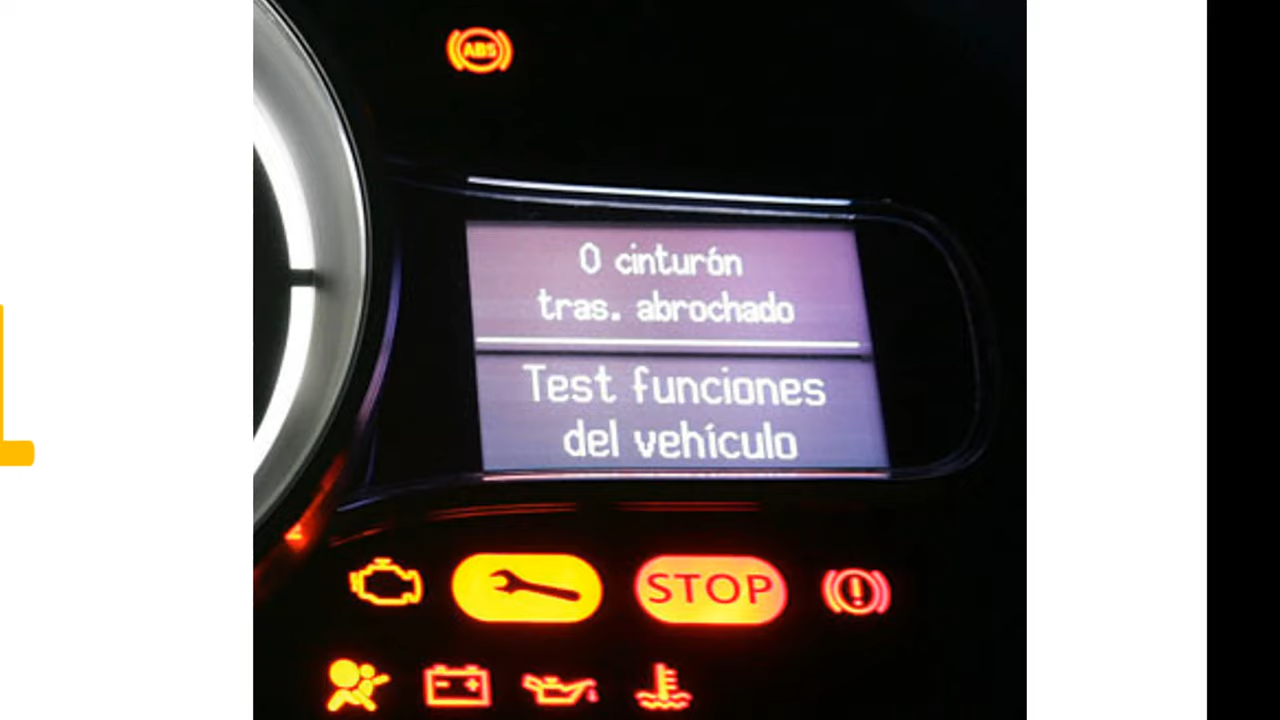 ABS
0 cinturón
tras. abrochado
Test funciones
del vehículo
STOP